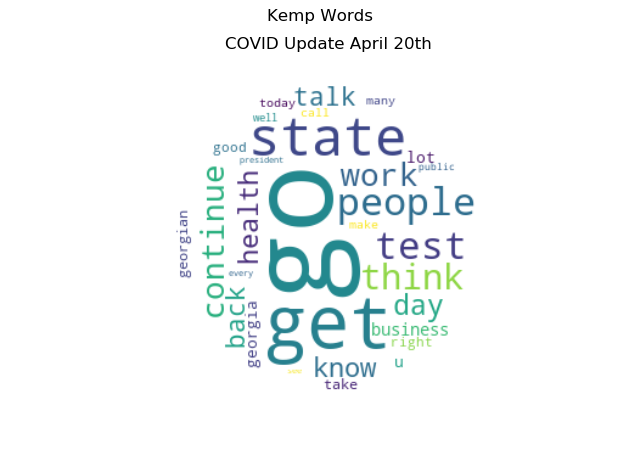 Kemp Words
COVID Update April 20th
talk
many
today
call
well
state
good
lot
president
public
work
health
go
people
continue
georgian
make
test
think
every
back
get
day
georgia
business
right
know
u
take